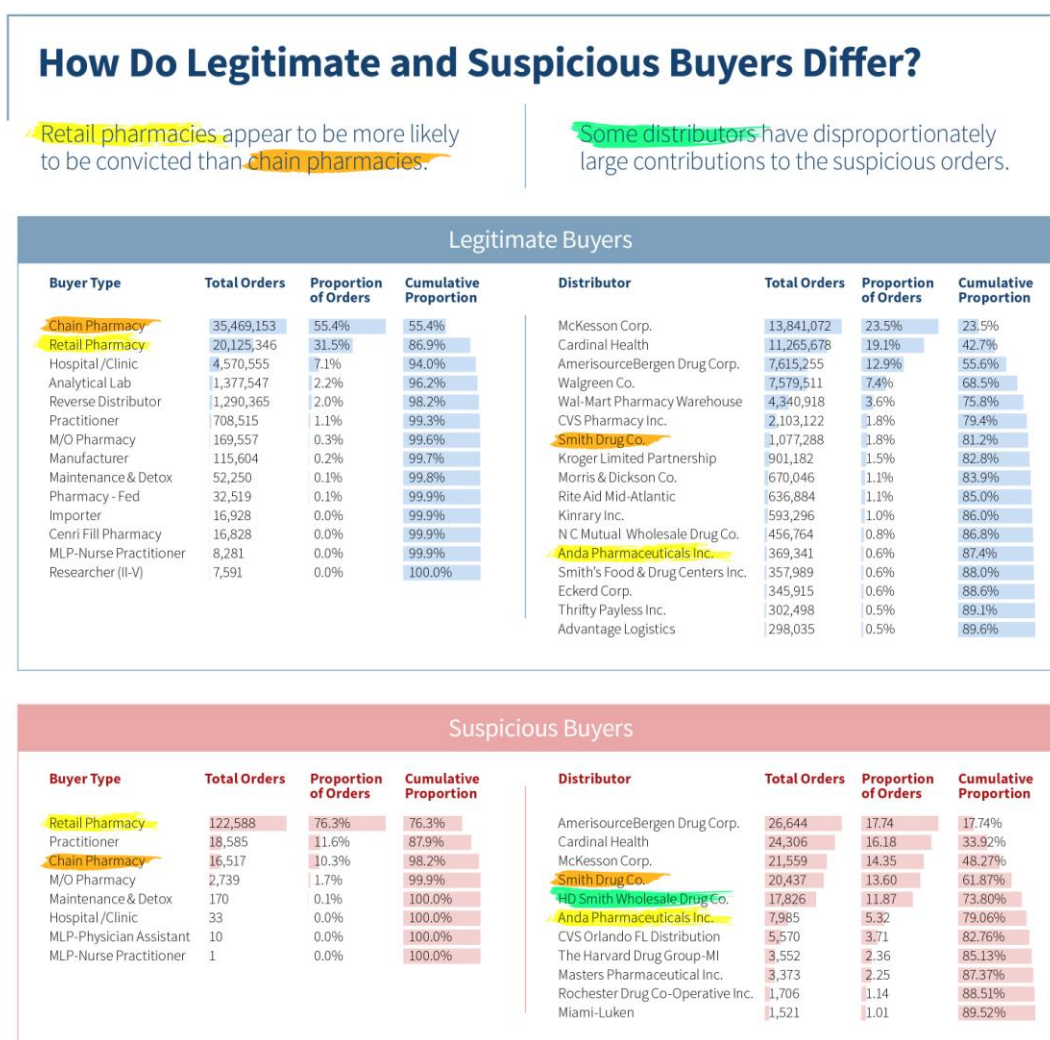 How Do Legitimate and Suspicious Buyers Differ?
Retail pharmacies appear to be more likely
to be convicted than chain pharmacies.
Some distributors have disproportionately
large contributions to the suspicious orders.
Legitimate Buyers
Buyer Type Total Orders Proportion of Orders Cumulative Proportion
Chain Pharmacy 35,469,153 55.4% 55.4%
Retail Pharmacy 20,125,346 31.5% 86.9%
Hospital/Clinic 4,570,555 7.1% 94.0%
Analytical Lab 1,377,547 2.2% 96.2%
Reverse Distributor 1,290,365 2.0% 98.2%
Practitioner 708,515 1.1% 99.3%
M/O Pharmacy 169,557 0.3% 99.6%
Manufacturer 115,604 0.2% 99.7%
Maintenance & Detox 52,250 0.1% 99.8%
Pharmacy - Fed 32,519 0.1% 99.9%
Importer 16,928 0.0% 99.9%
Cenri Fill Pharmacy 16,828 0.0% 99.9%
MLP-Nurse Practitioner 8,281 0.0% 99.9%
Researcher (II-V) 7,591 0.0% 100.0%
Distributor Total Orders Proportion of Orders Cumulative Proportion
McKesson Corp. 13,841,072 23.5% 23.5%
Cardinal Health 11,265,678 19.1% 42.7%
AmerisourceBergen Drug Corp. 7,615,255 12.9% 55.6%
Walgreen Co. 7,579,511 7.4% 68.5%
Wal-Mart Pharmacy Warehouse 4,340,918 3.6% 75.8%
CVS Pharmacy Inc. 2,103,122 1.8% 79.4%
Smith Drug Co. 1,077,288 1.8% 81.2%
Kroger Limited Partnership 901,182 1.5% 82.8%
Morris & Dickson Co. 670,046 1.1% 83.9%
Rite Aid Mid-Atlantic 636,884 1.1% 85.0%
Kinrary Inc. 593,296 1.0% 86.0%
N C Mutual Wholesale Drug Co. 456,764 0.8% 86.8%
Anda Pharmaceuticals Inc. 369,341 0.6% 87.4%
Smith's Food & Drug Centers Inc. 357,989 0.6% 88.0%
Eckerd Corp. 345,915 0.6% 88.6%
Thrifty Payless Inc. 302,498 0.5% 89.1%
Advantage Logistics 298,035 0.5% 89.6%
Suspicious Buyers
Buyer Type Total Orders Proportion of Orders Cumulative Proportion
Retail Pharmacy 122,588 76.3% 76.3%
Practitioner 18,585 11.6% 87.9%
Chain Pharmacy 16,517 10.3% 98.2%
M/O Pharmacy 2,739 1.7% 99.9%
Maintenance & Detox 170 0.1% 100.0%
Hospital/Clinic 33 0.0% 100.0%
MLP-Physician Assistant 10 0.0% 100.0%
MLP-Nurse Practitioner 1 0.0% 100.0%
Distributor Total Orders Proportion of Orders Cumulative Proportion
AmerisourceBergen Drug Corp. 26,644 17.74 17.74%
Cardinal Health 24,306 16.18 33.92%
McKesson Corp. 21,559 14.35 48.27%
Smith Drug Co. 20,437 13.60 61.87%
HD Smith Wholesale Drug Co. 17,826 11.87 73.80%
Anda Pharmaceuticals Inc. 7,985 5.32 79.06%
CVS Orlando FL Distribution 5,570 3.71 82.76%
The Harvard Drug Group-MI 3,552 2.36 85.13%
Masters Pharmaceutical Inc. 3,373 2.25 87.37%
Rochester Drug Co-Operative Inc. 1,706 1.14 88.51%
Miami-Luken 1,521 1.01 89.52%